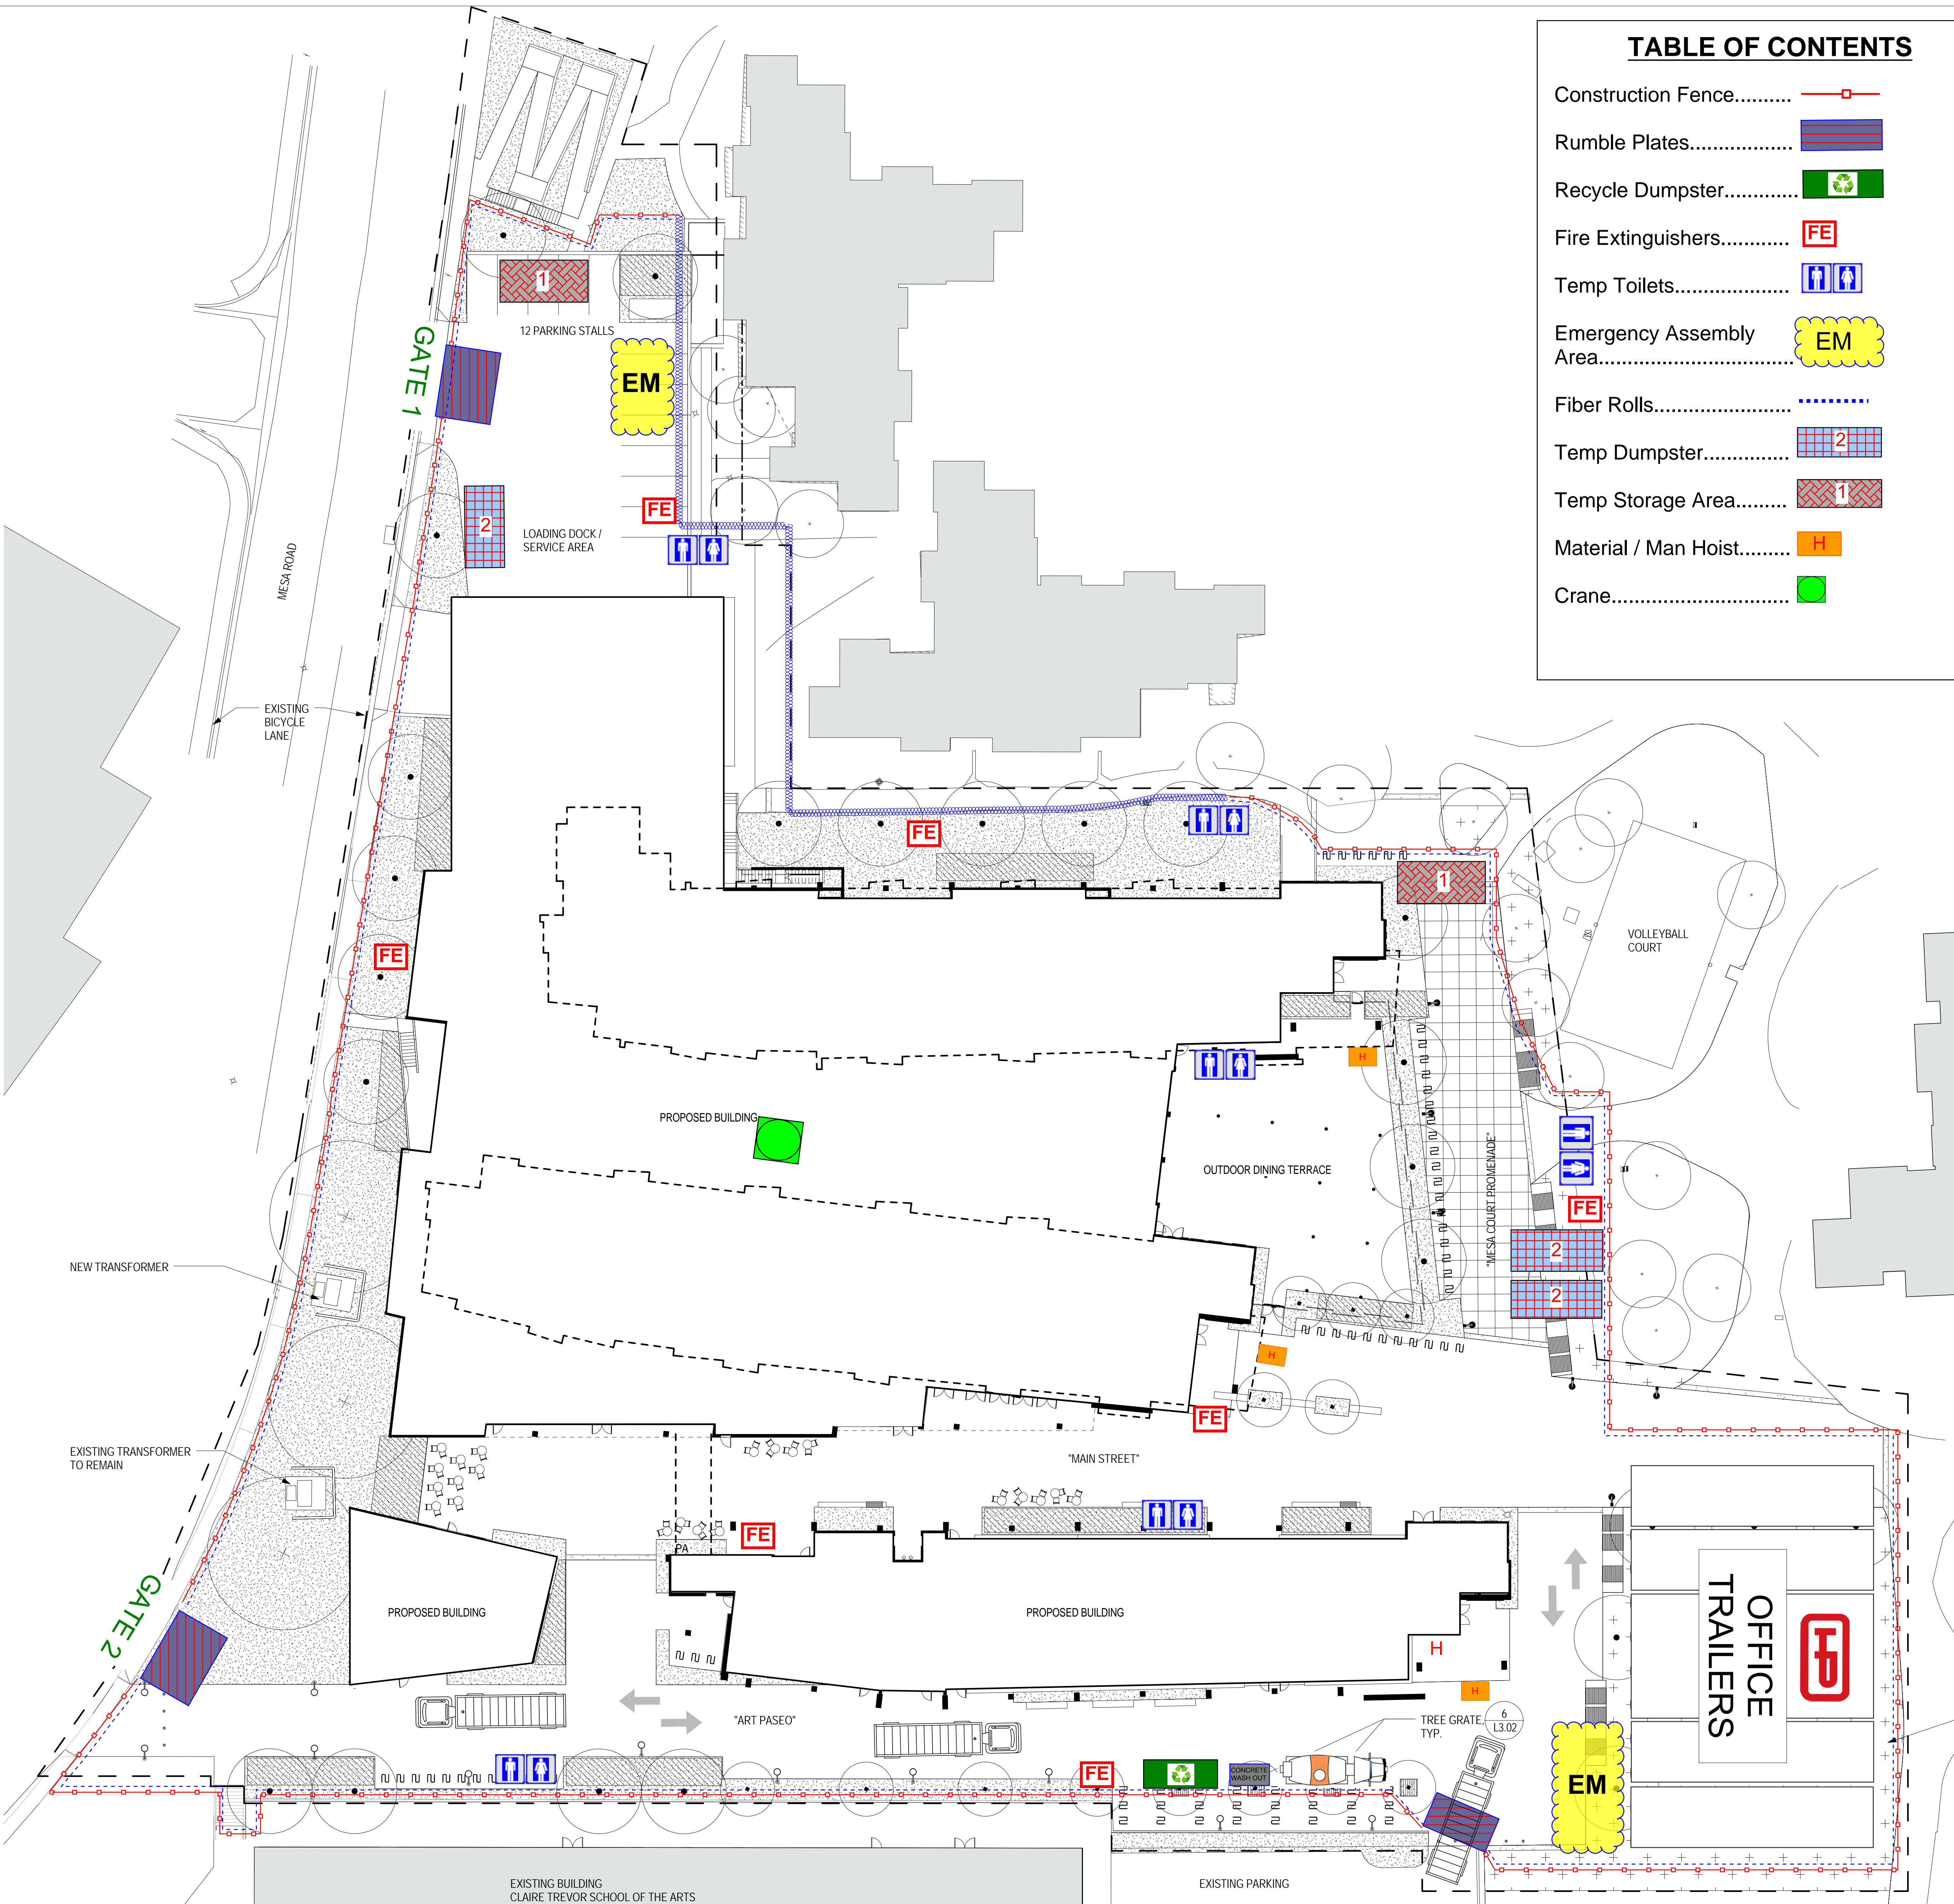 TABLE OF CONTENTS
Construction Fence..........
Rumble Plates..................
Recycle Dumpster.............
Fire Extinguishers............
FE
Temp Toilets....................
Emergency Assembly
Area..................................
EM
Fiber Rolls........................
Temp Dumpster...............
2
Temp Storage Area.........
1
Material / Man Hoist.........
H
Crane...............................
1
12 PARKING STALLS
GATE 1
EM
FE
2
LOADING DOCK /
SERVICE AREA
MESA ROAD
EXISTING
BICYCLE
LANE
FE
1
VOLLEYBALL
COURT
FE
H
PROPOSED BUILDING
OUTDOOR DINING TERRACE
"MESA COURT PROMENADE"
FE
2
2
NEW TRANSFORMER
H
FE
EXISTING TRANSFORMER
TO REMAIN
"MAIN STREET"
FE
PA
GATE 2
PROPOSED BUILDING
PROPOSED BUILDING
H
H
OFFICE
TRAILERS
"ART PASEO"
TREE GRATE,
TYP.
6
L3.02
FE
CONCRETE
WASH OUT
EM
EXISTING BUILDING
CLAIRE TREVOR SCHOOL OF THE ARTS
EXISTING PARKING